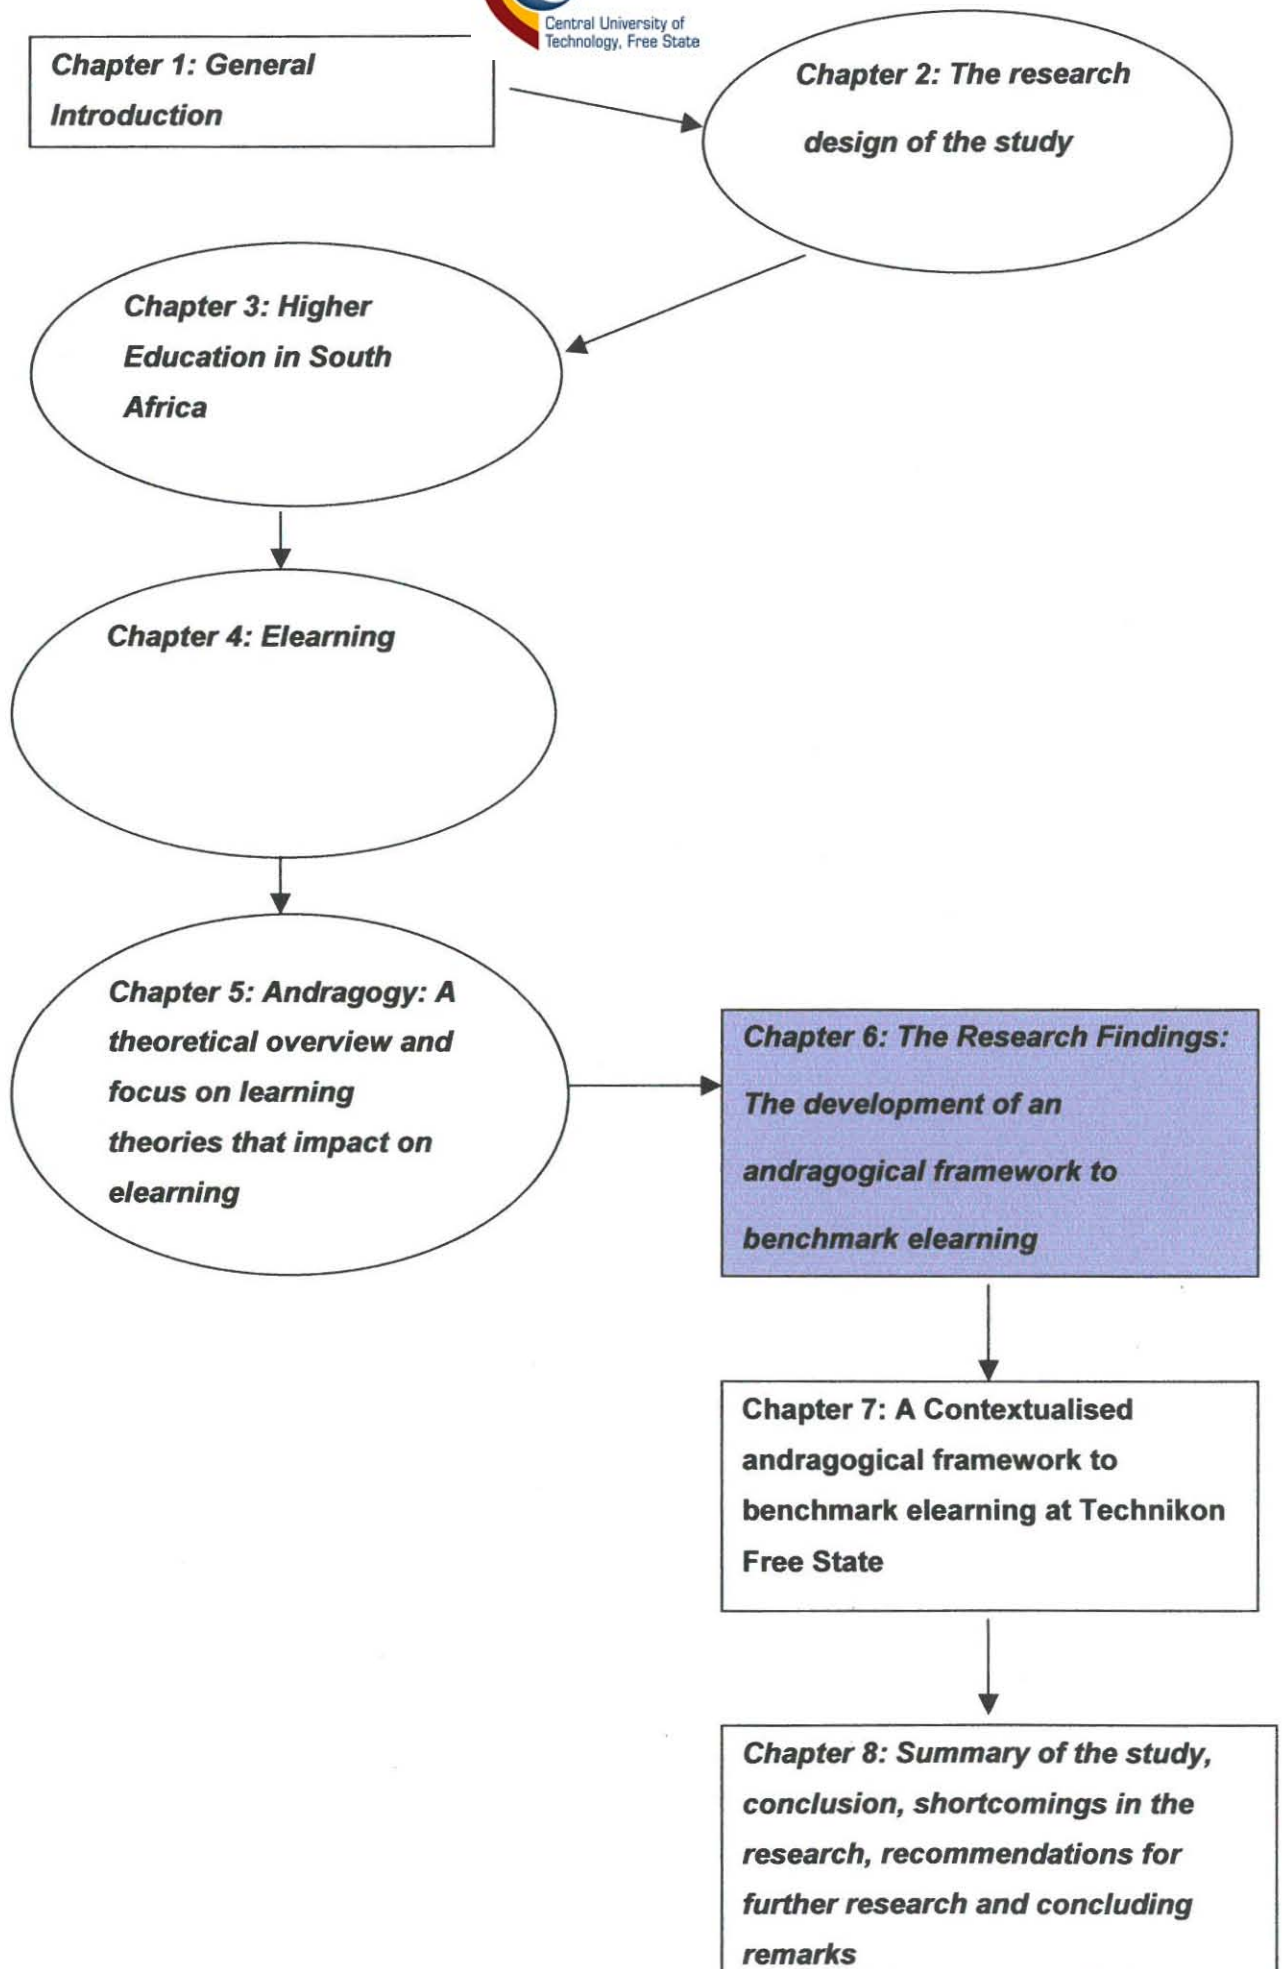 Central University of
Technology, Free State
Chapter 1: General
Introduction
Chapter 2: The research
design of the study
Chapter 3: Higher
Education in South
Africa
Chapter 4: Elearning
Chapter 5: Andragogy: A
theoretical overview and
focus on learning
theories that impact on
elearning
Chapter 6: The Research Findings:
The development of an
andragogical framework to
benchmark elearning
Chapter 7: A Contextualised
andragogical framework to
benchmark elearning at Technikon
Free State
Chapter 8: Summary of the study,
conclusion, shortcomings in the
research, recommendations for
further research and concluding
remarks